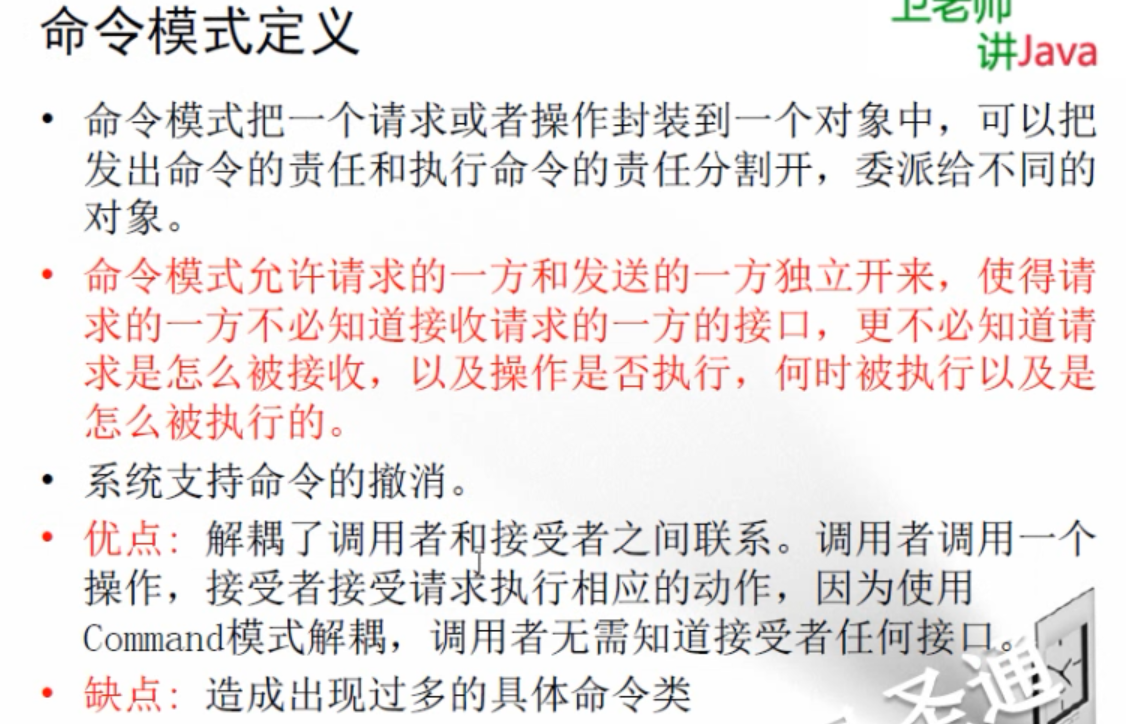 命令模式定义
卫老师
讲Java
• 命令模式把一个请求或者操作封装到一个对象中，可以把
发出命令的责任和执行命令的责任分割开，委派给不同的
对象。
• 命令模式允许请求的一方和发送的一方独立开来，使得请
求的一方不必知道接收请求的一方的接口，更不必知道请
求是怎么被接收，以及操作是否执行，何时被执行以及是
怎么被执行的。
• 系统支持命令的撤消。
• 优点：解耦了调用者和接受者之间联系。调用者调用一个
操作，接受者接受请求执行相应的动作，因为使用
Command模式解耦，调用者无需知道接受者任何接口。
• 缺点：造成出现过多的具体命令类
圣通